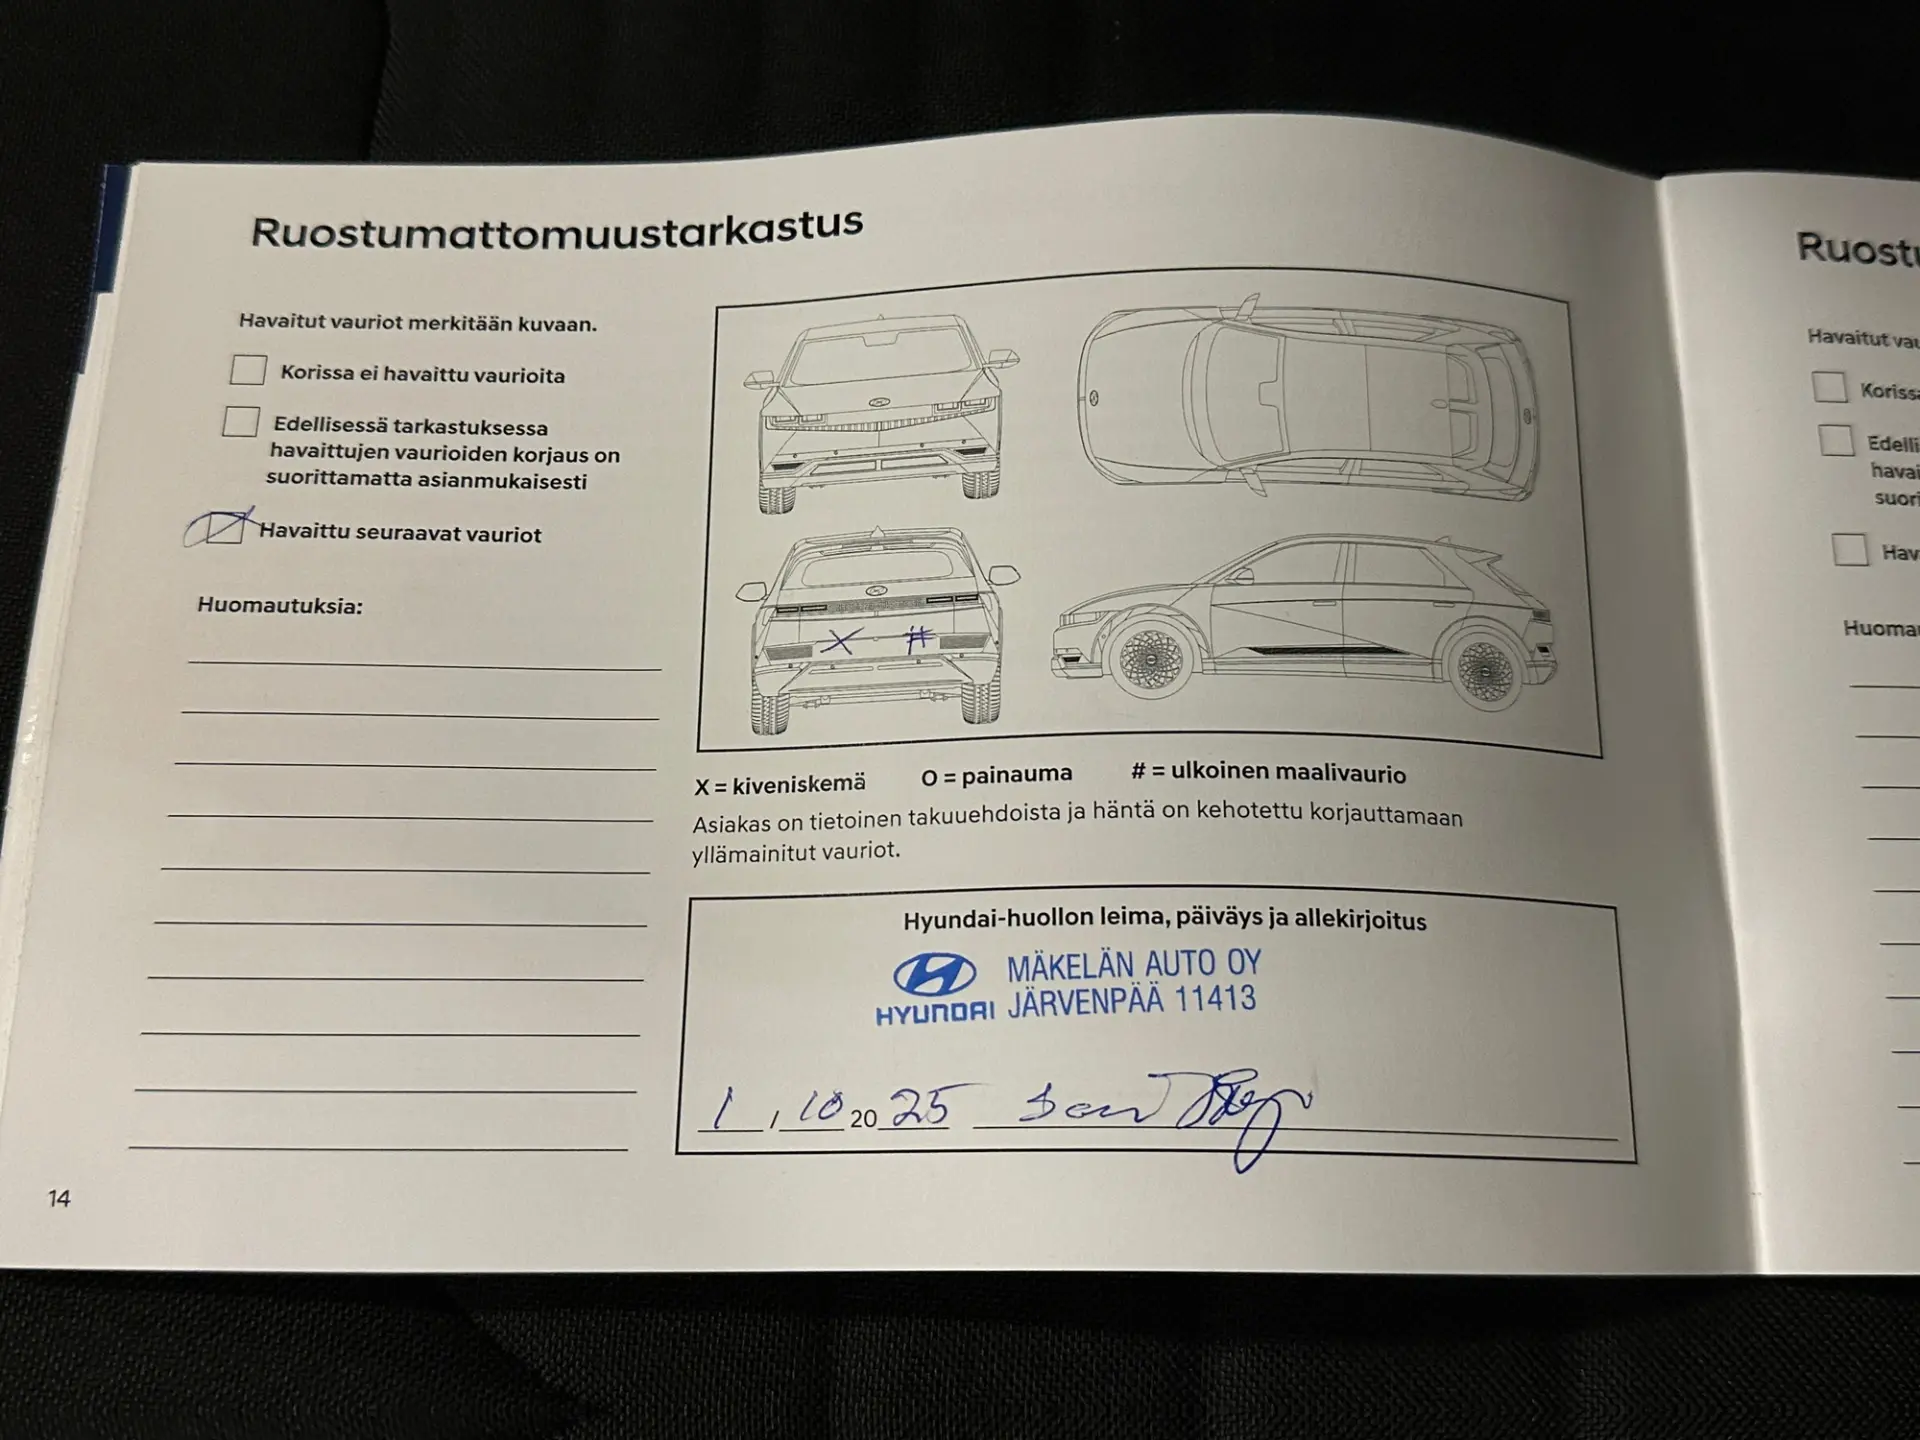 Ruostumattomuustarkastus
Havaitut vauriot merkitään kuvaan.
Korissa ei havaittu vaurioita
Edellisessä tarkastuksessa
havaittujen vaurioiden korjaus on
suorittamatta asianmukaisesti
Havaittu seuraavat vauriot
Huomautuksia:
X #
X = kiveniskemä O = painauma # = ulkoinen maalivaurio
Asiakas on tietoinen takuuehdoista ja häntä on kehotettu korjauttamaan
yllämainitut vauriot.
Hyundai-huollon leima, päiväys ja allekirjoitus
HYUNDAI
MÄKELÄN AUTO OY
JÄRVENPÄÄ 11413
1 / 10 20 25
14
Ruostu
Havaitut vau
Korissa
Edelli
havai
suori
Hav
Huomau